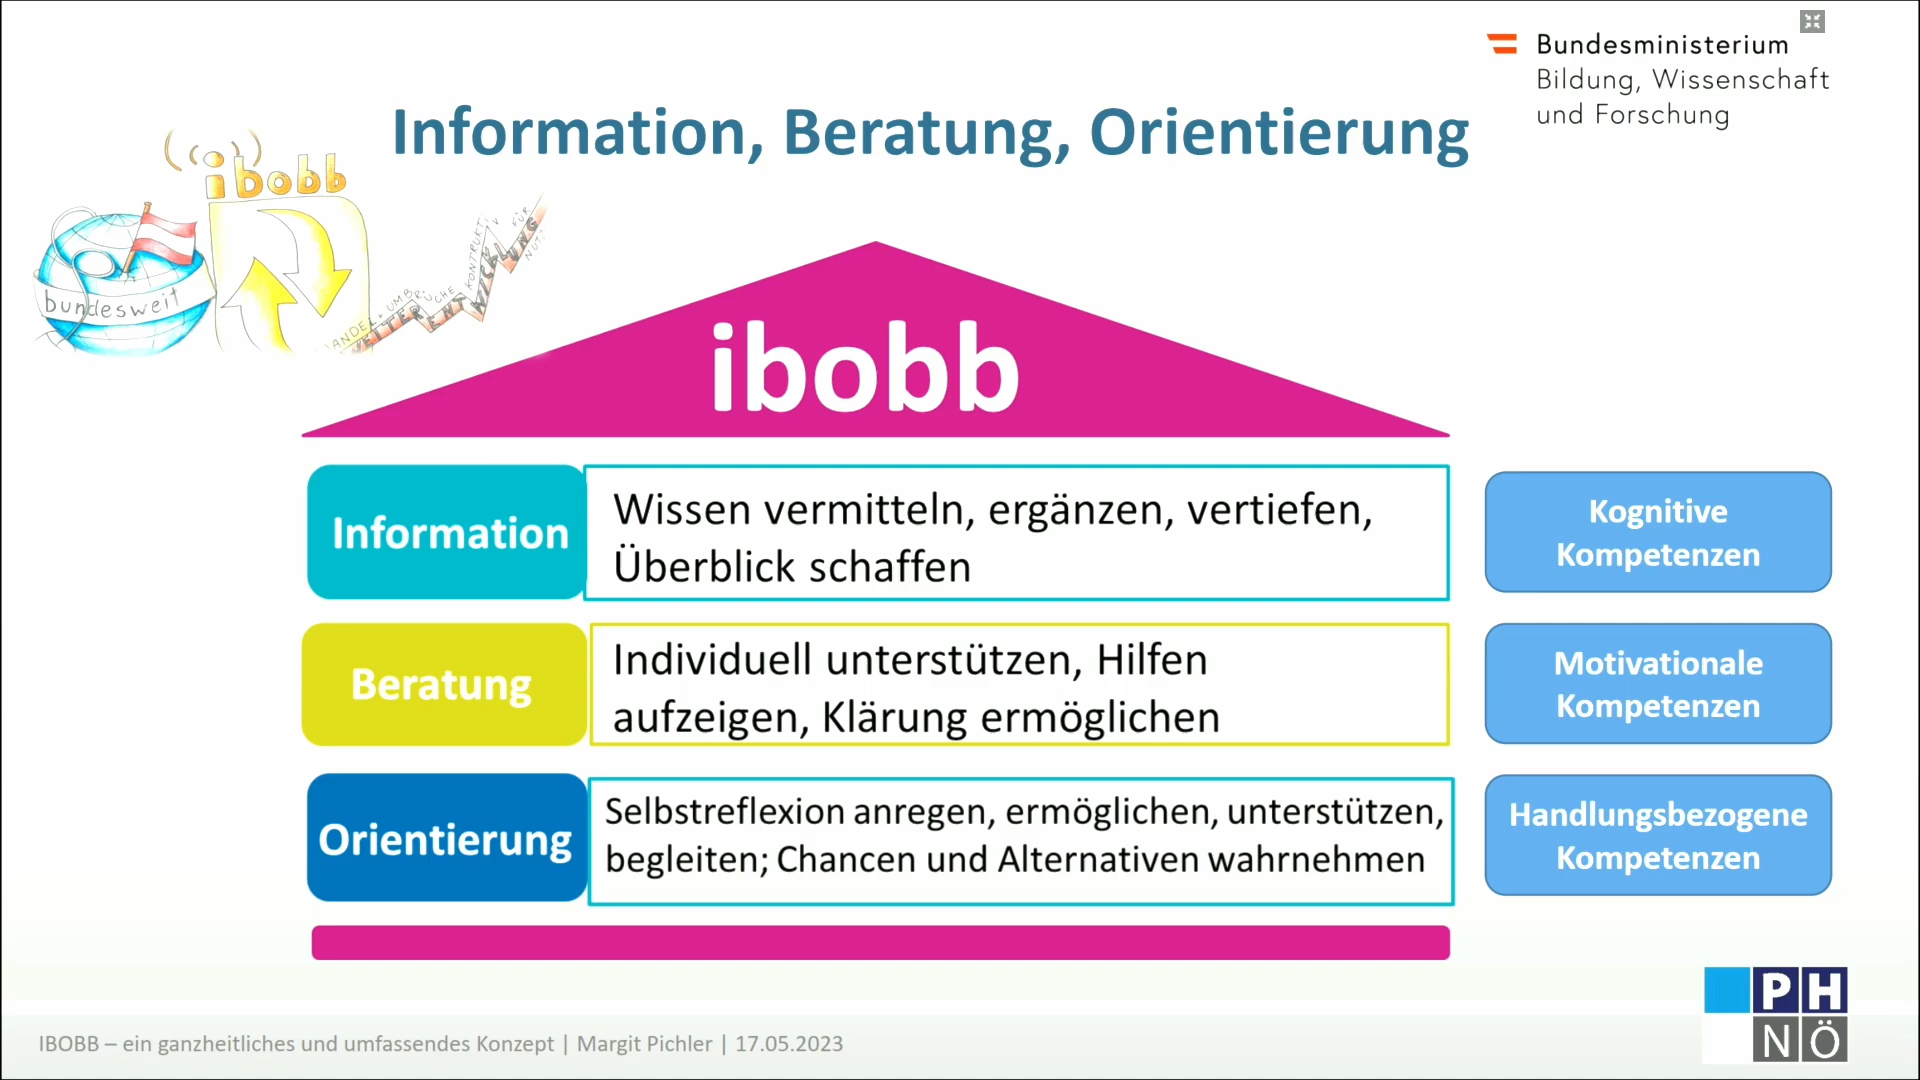 Bundesministerium
Bildung, Wissenschaft
und Forschung
Information, Beratung, Orientierung
ibobb
bundesweit
WEITERENTWICKLUNG
ibobb
Information
Wissen vermitteln, ergänzen, vertiefen,
Überblick schaffen
Kognitive
Kompetenzen
Beratung
Individuell unterstützen, Hilfen
aufzeigen, Klärung ermöglichen
Motivationale
Kompetenzen
Orientierung
Selbstreflexion anregen, ermöglichen, unterstützen,
begleiten; Chancen und Alternativen wahrnehmen
Handlungsbezogene
Kompetenzen
PH
NÖ
IBOBB – ein ganzheitliches und umfassendes Konzept | Margit Pichler | 17.05.2023